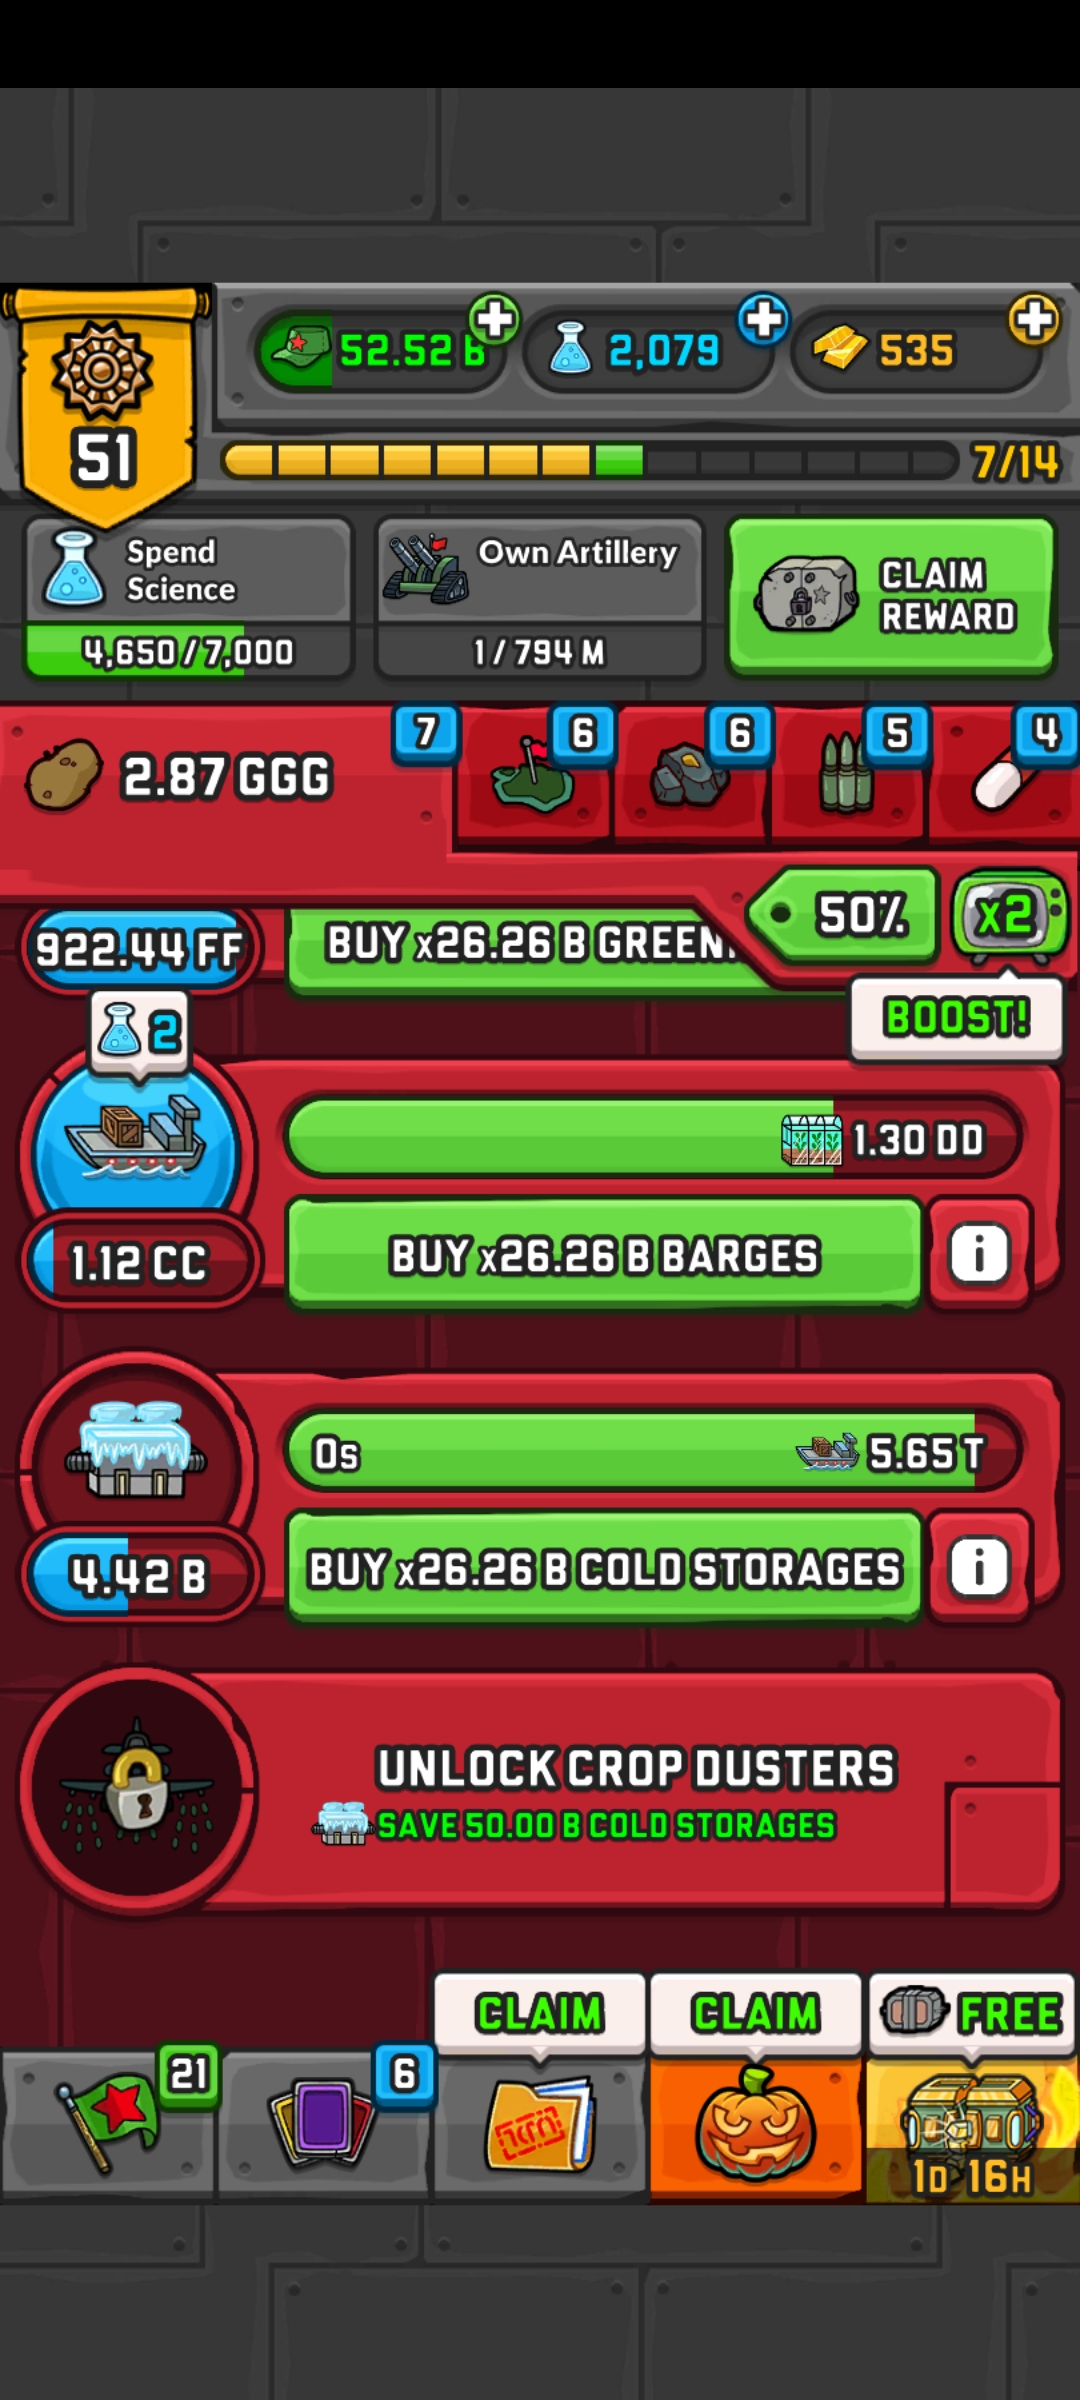 52.52 B
2,079
535
51
7/14
Spend
Science
4,650/7,000
Own Artillery
1/794 M
CLAIM
REWARD
2.87 GGG
7
6
6
5
4
50%
x2
BOOST!
922.44 FF
BUY x26.26 B GREEN
2
1.30 DD
1.12 CC
BUY x26.26 B BARGES
i
0s
5.65 T
4.42 B
BUY x26.26 B COLD STORAGES
i
UNLOCK CROP DUSTERS
SAVE 50.00 B COLD STORAGES
CLAIM
CLAIM
FREE
21
6
1D 16H